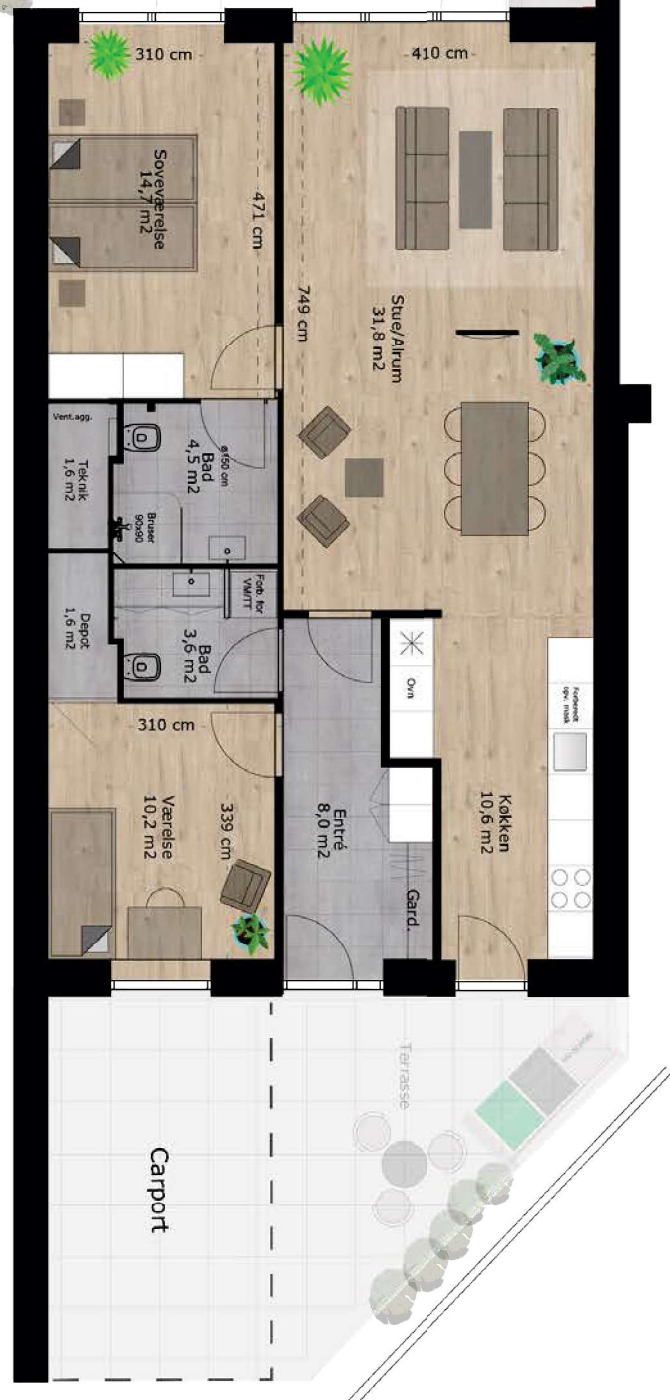 310 cm
410 cm
Soveværelse
14,7 m2
471 cm
749 cm
Stue/Alrum
31,8 m2
Vent.agg.
Teknik
1,6 m2
ø150 cm
Bad
4,5 m2
Bruser
90x90
Forb. for
VM/TT
Depot
1,6 m2
Bad
3,6 m2
Ovn
Forberedt
opv. mask
310 cm
Værelse
10,2 m2
339 cm
Entré
8,0 m2
Gard.
Køkken
10,6 m2
Terrasse
Carport